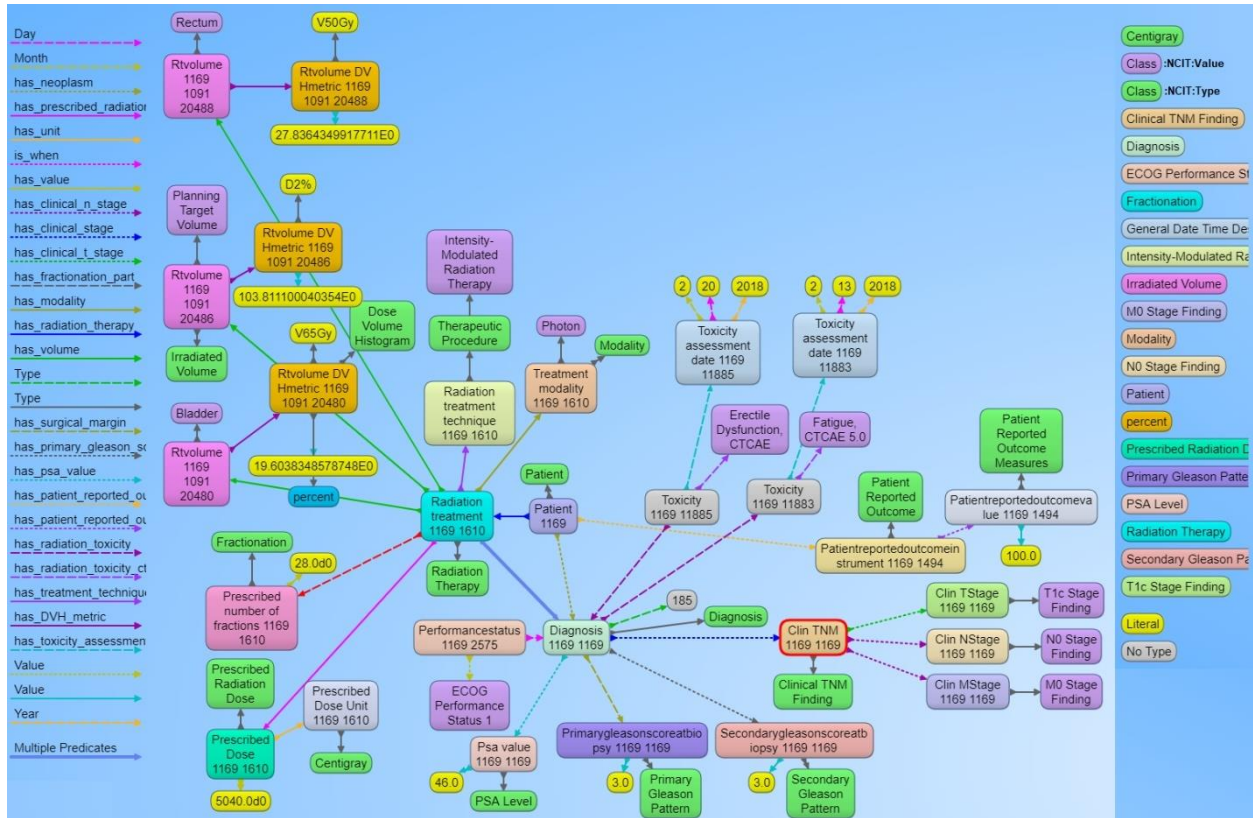 Day
Month
has_neoplasm
has_prescribed_radiation
has_unit
is_when
has_value
has_clinical_n_stage
has_clinical_stage
has_clinical_t_stage
has_fractionation_part
has_modality
has_radiation_therapy
has_volume
Type
Type
has_surgical_margin
has_primary_gleason_sc
has_psa_value
has_patient_reported_ou
has_patient_reported_ou
has_radiation_toxicity
has_radiation_toxicity_ct
has_treatment_technique
has_DVH_metric
has_toxicity_assessmen
Value
Value
Year
Multiple Predicates
Rectum
V50Gy
Rtvolume
1169
1091
20488
Rtvolume DV
Hmetric 1169
1091 20488
27.8364349917711E0
Planning
Target
Volume
D2%
Rtvolume DV
Hmetric 1169
1091 20486
Rtvolume
1169
1091
20486
103.811100040354E0
Irradiated
Volume
V65Gy
Dose
Volume
Histogram
Rtvolume DV
Hmetric 1169
1091 20480
Bladder
Rtvolume
1169
1091
20480
19.6038348578748E0
percent
Intensity-
Modulated
Radiation
Therapy
Therapeutic
Procedure
Radiation
treatment
technique
1169 1610
Photon
Modality
Treatment
modality
1169 1610
2
20
2018
Toxicity
assessment
date 1169
11885
2
13
2018
Toxicity
assessment
date 1169
11883
Erectile
Dysfunction,
CTCAE
Fatigue,
CTCAE 5.0
Toxicity
1169 11885
Toxicity
1169 11883
Patient
Reported
Outcome
Measures
Patient
Reported
Outcome
Patientreportedoutcomeva
lue 1169 1494
Patientreportedoutcomein
strument 1169 1494
100.0
Patient
Patient
1169
Radiation
treatment
1169 1610
Radiation
Therapy
Fractionation
28.0d0
Prescribed
number of
fractions 1169
1610
Prescribed
Radiation
Dose
Prescribed
Dose Unit
1169 1610
Prescribed
Dose
1169 1610
Centigray
5040.0d0
Performancestatus
1169 2575
ECOG
Performance
Status 1
Diagnosis
1169 1169
185
Diagnosis
Psa value
1169 1169
46.0
PSA Level
Primarygleasonscoreatbio
psy 1169 1169
3.0
Primary
Gleason
Pattern
Secondarygleasonscoreatb
iopsy 1169 1169
3.0
Secondary
Gleason
Pattern
Clin TNM
1169 1169
Clinical TNM
Finding
Clin TStage
1169 1169
T1c Stage
Finding
Clin NStage
1169 1169
N0 Stage
Finding
Clin MStage
1169 1169
M0 Stage
Finding
Centigray
Class :NCIT:Value
Class :NCIT:Type
Clinical TNM Finding
Diagnosis
ECOG Performance St
Fractionation
General Date Time De
Intensity-Modulated Ra
Irradiated Volume
M0 Stage Finding
Modality
N0 Stage Finding
Patient
percent
Prescribed Radiation D
Primary Gleason Patte
PSA Level
Radiation Therapy
Secondary Gleason Pa
T1c Stage Finding
Literal
No Type